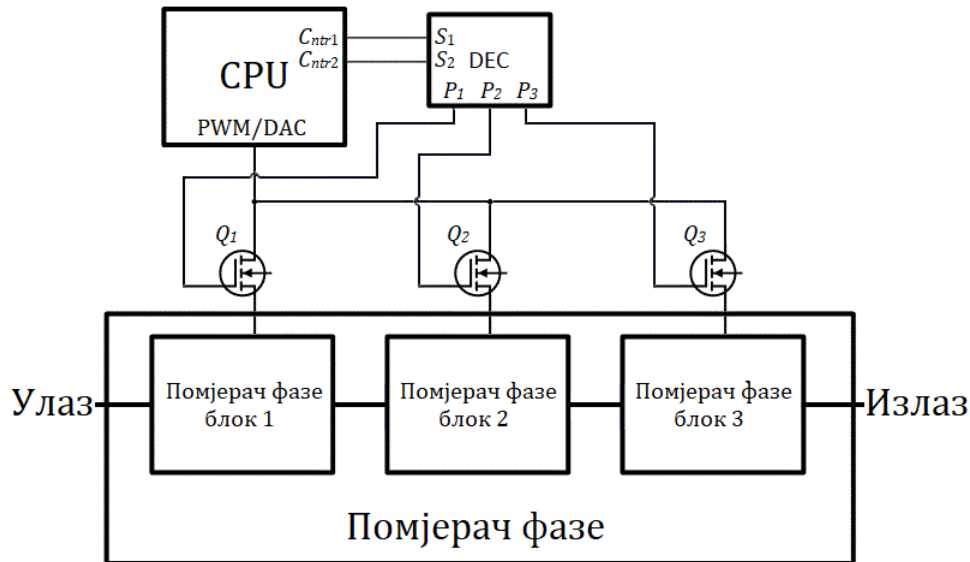 Cntr1
Cntr2
CPU
PWM/DAC
S1
S2
DEC
P1 P2 P3
Q1
Q2
Q3
Улаз
Помјерач фазе
блок 1
Помјерач фазе
блок 2
Помјерач фазе
блок 3
Излаз
Помјерач фазе